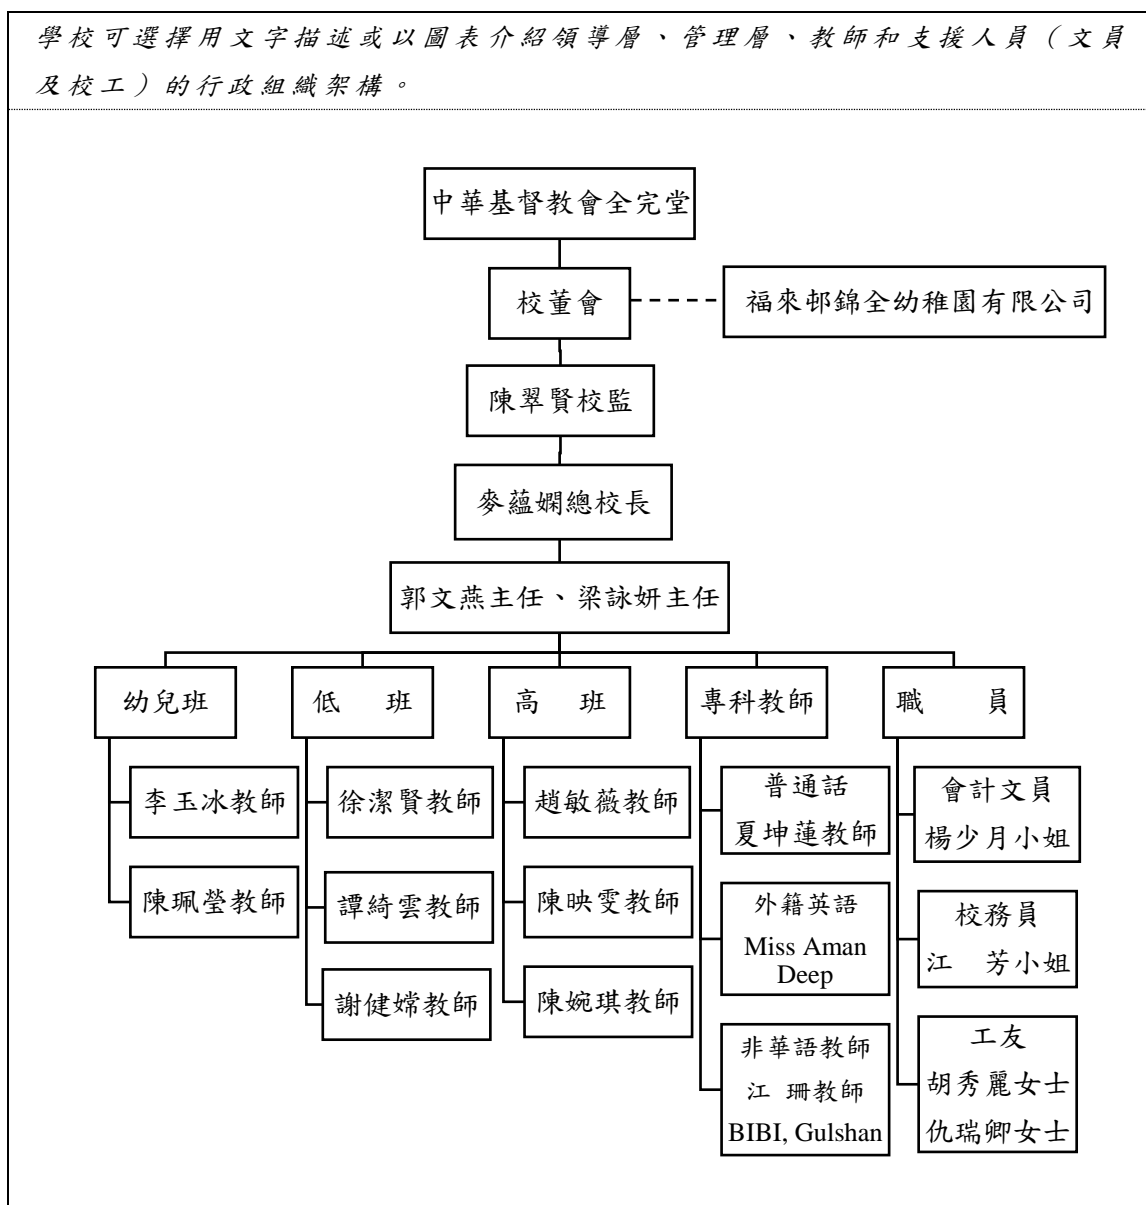 學校可選擇用文字描述或以圖表介紹領導層、管理層、教師和支援人員（文員
及校工）的行政組織架構。
中華基督教會全完堂
校董會
福來邨錦全幼稚園有限公司
陳翠賢校監
麥蘊嫻總校長
郭文燕主任、梁詠妍主任
幼兒班
低 班
高 班
專科教師
職 員
李玉冰教師
陳珮瑩教師
徐潔賢教師
譚綺雲教師
謝健嫦教師
趙敏薇教師
陳映雯教師
陳婉琪教師
普通話
夏坤蓮教師
外籍英語
Miss Aman
Deep
非華語教師
江 珊教師
BIBI, Gulshan
會計文員
楊少月小姐
校務員
江 芳小姐
工友
胡秀麗女士
仇瑞卿女士